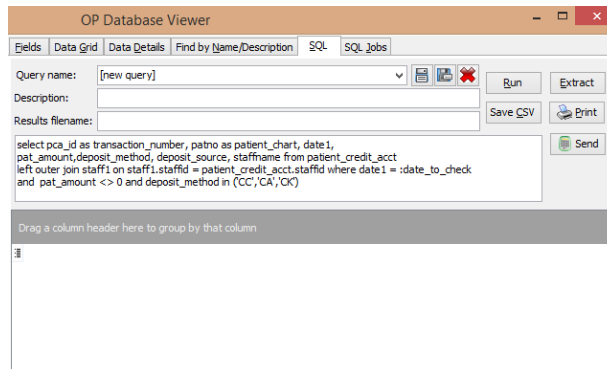 OP Database Viewer
Fields Data Grid Data Details Find by Name/Description SQL SQL Jobs
Query name: [new query]
Run Extract
Description:
Save CSV Print
Results filename:
select pca_id as transaction_number, patno as patient_chart, date1,
pat_amount,deposit_method, deposit_source, staffname from patient_credit_acct
left outer join staff1 on staff1.staffid = patient_credit_acct.staffid where date1 = :date_to_check
and pat_amount <> 0 and deposit_method in ('CC','CA','CK')
Send
Drag a column header here to group by that column